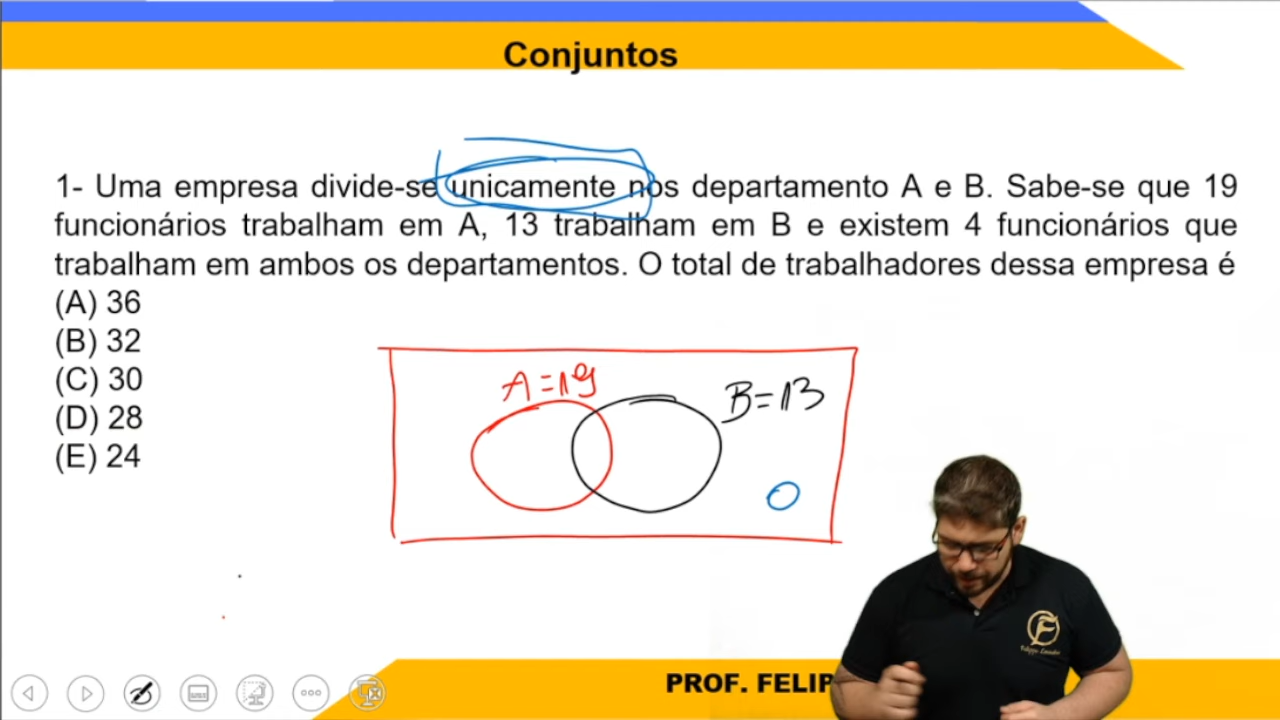 Conjuntos
1- Uma empresa divide-se unicamente nos departamento A e B. Sabe-se que 19
funcionários trabalham em A, 13 trabalham em B e existem 4 funcionários que
trabalham em ambos os departamentos. O total de trabalhadores dessa empresa é
(A) 36
(B) 32
(C) 30
(D) 28
(E) 24
A=19
B=13
0
PROF. FELIP